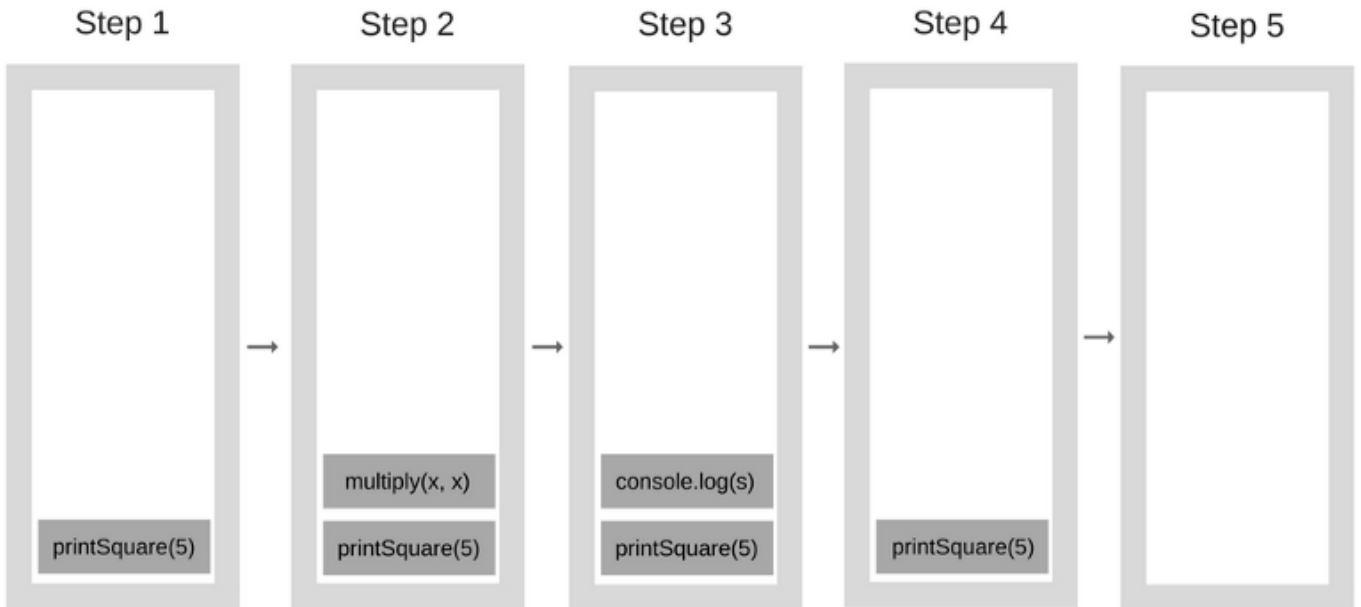 Step 1
Step 2
Step 3
Step 4
Step 5
multiply(x, x)
console.log(s)
printSquare(5)
printSquare(5)
printSquare(5)
printSquare(5)